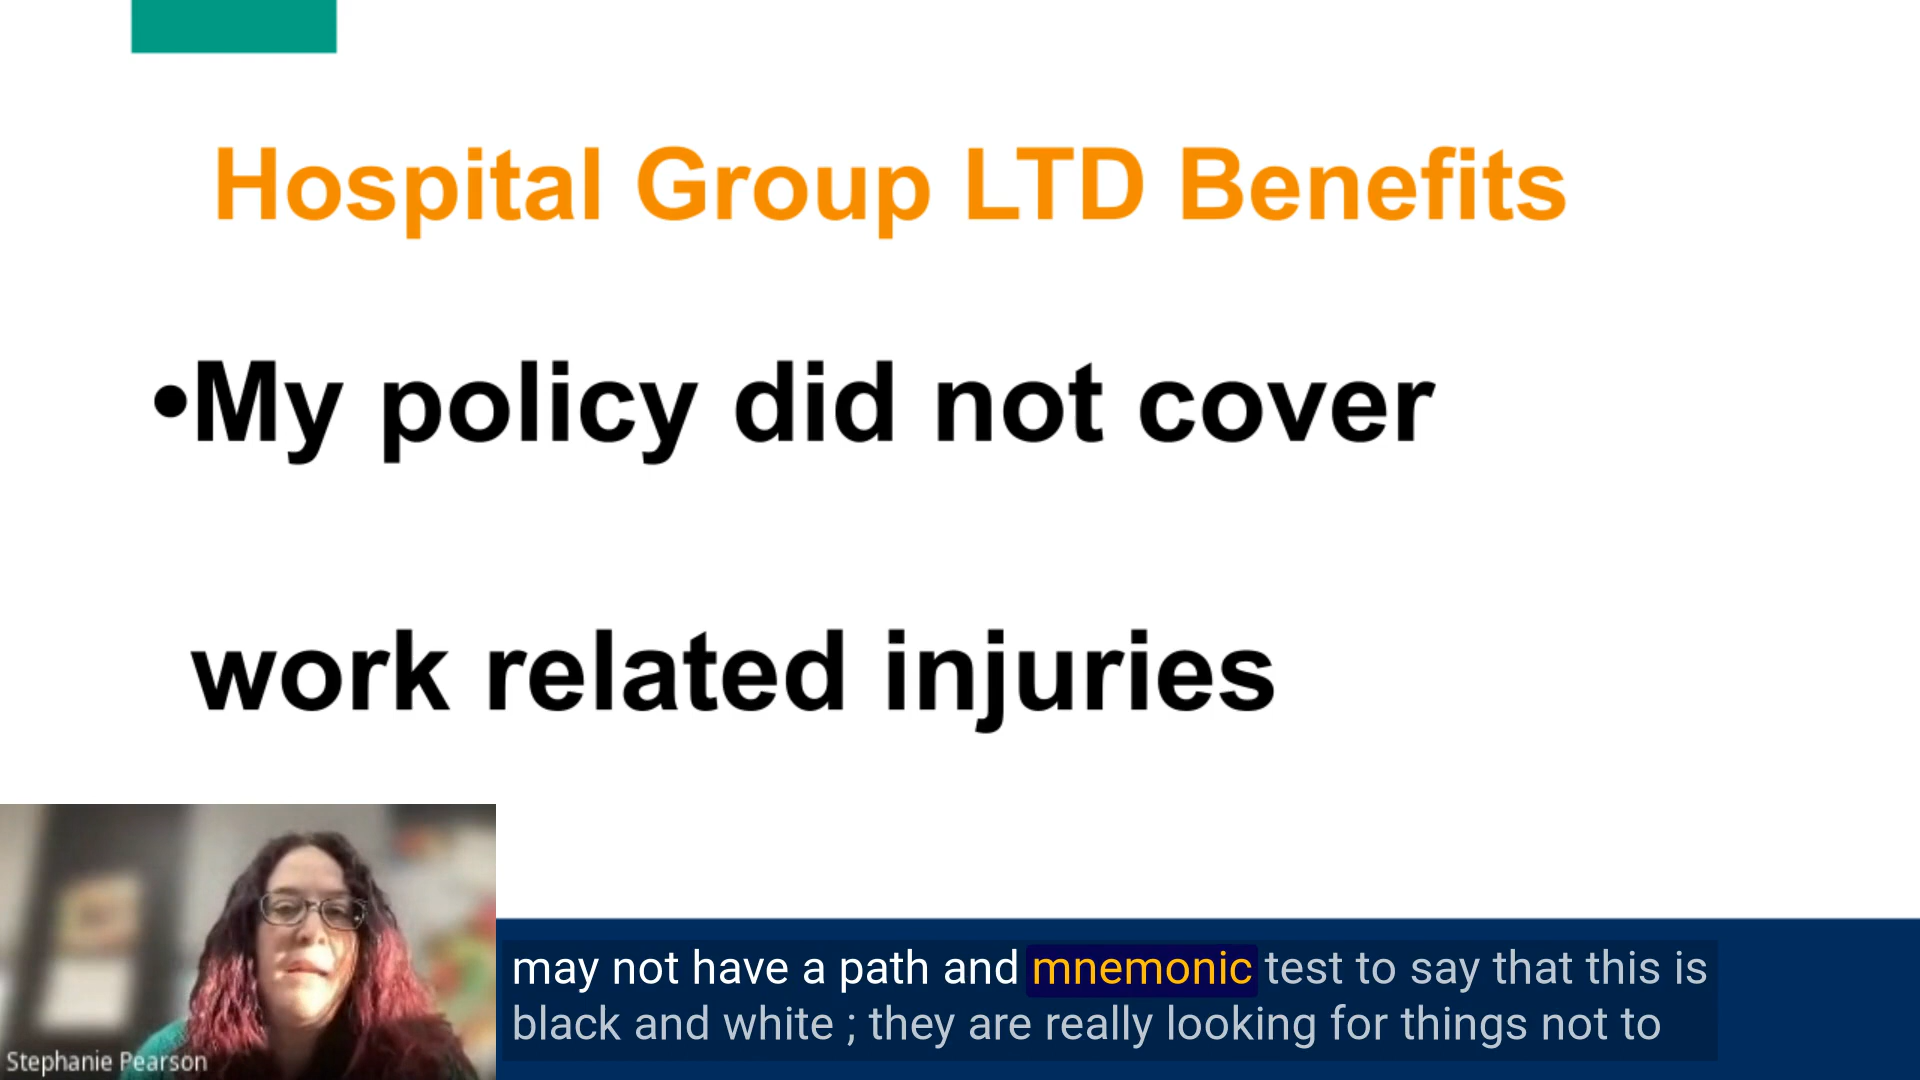 Hospital Group LTD Benefits
•My policy did not cover
work related injuries
Stephanie Pearson
may not have a path and mnemonic test to say that this is
black and white ; they are really looking for things not to